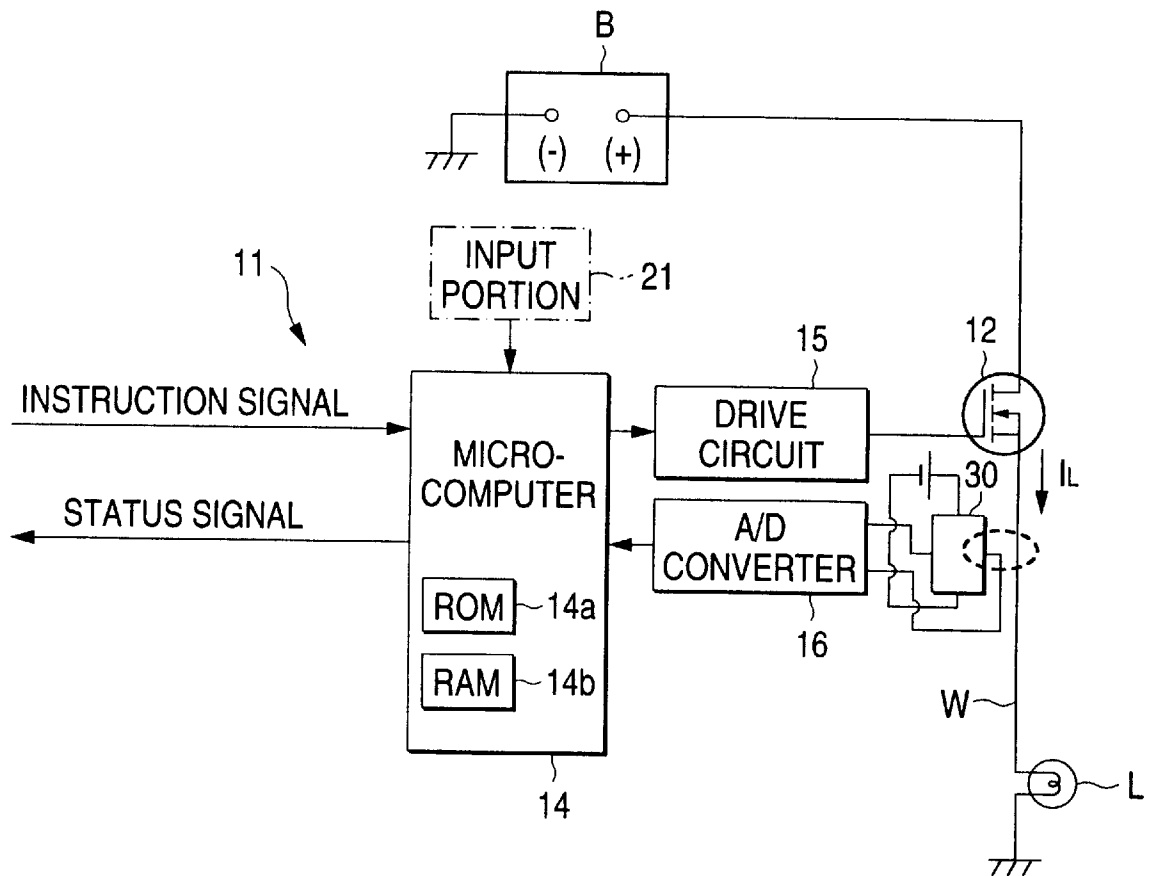 B
(-) (+)
11
INPUT
PORTION
21
INSTRUCTION SIGNAL
STATUS SIGNAL
MICRO-
COMPUTER
ROM
14a
RAM
14b
14
15
DRIVE
CIRCUIT
12
30
IL
A/D
CONVERTER
16
W
L